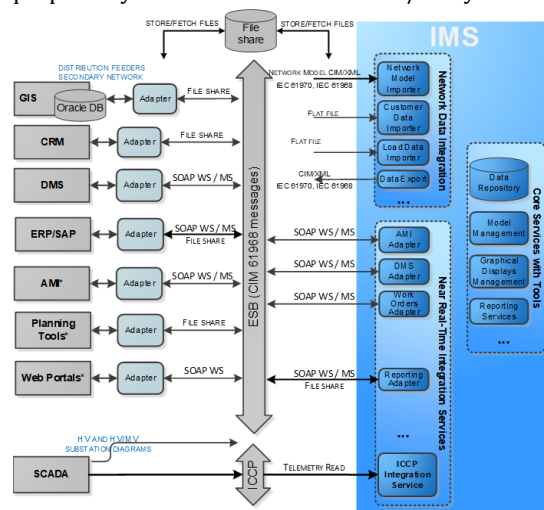 STORE/FETCH FILES
File
share
STORE/FETCH FILES
IMS
DISTRIBUTION FEEDERS
SECONDARY NETWORK
GIS
Oracle DB
Adapter
FILE SHARE
CRM
Adapter
FILE SHARE
DMS
Adapter
SOAP WS / MS
ERP/SAP
Adapter
SOAP WS / MS
FILE SHARE
AMI*
Adapter
SOAP WS / MS
Planning
Tools*
Adapter
FILE SHARE
Web Portals*
Adapter
SOAP WS
H V AND H V/M V
SUBSTATION DIAGRAMS
SCADA
ESB (CIM 61968 messages)
ICCP
NETWORK MODEL CIM/XML
IEC 61970, IEC 61968
FLAT FILE
FLAT FILE
CIM/XML
IEC 61970, IEC 61968
SOAP WS / MS
SOAP WS / MS
SOAP WS / MS
SOAP WS / MS
FILE SHARE
TELEMETRY READ
Network
Model
Importer
Customer
Data
Importer
Load Data
Importer
Data Export
...
Network Data Integration
AMI
Adapter
DMS
Adapter
Work
Orders
Adapter
Reporting
Adapter
...
ICCP
Integration
Service
Near Real-Time Integration Services
Data
Repository
Model
Management
Graphical
Displays
Management
Reporting
Services
...
Core Services with Tools